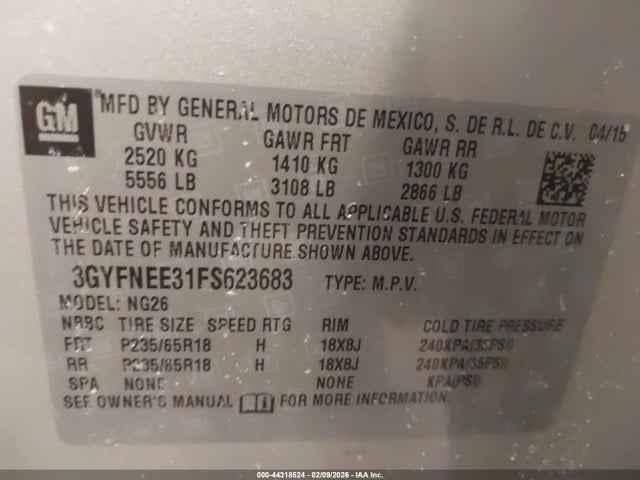 GM
MFD BY GENERAL MOTORS DE MEXICO, S. DE R.L. DE C.V. 04/15
GVWR GAWR FRT GAWR RR
2520 KG 1410 KG 1300 KG
5556 LB 3108 LB 2866 LB
THIS VEHICLE CONFORMS TO ALL APPLICABLE U.S. FEDERAL MOTOR
VEHICLE SAFETY AND THEFT PREVENTION STANDARDS IN EFFECT ON
THE DATE OF MANUFACTURE SHOWN ABOVE.
3GYFNEE31FS623683 TYPE: M.P.V.
MODEL: NG26
NRBC TIRE SIZE SPEED RTG RIM COLD TIRE PRESSURE
FRT P235/65R18 H 18X8J 240KPA(35PSI)
RR P235/65R18 H 18X8J 240KPA(35PSI)
SPA NONE NONE KPA(PSI)
SEE OWNER'S MANUAL FOR MORE INFORMATION.
000-44318524 | 02/09/2026 - IAA Inc.